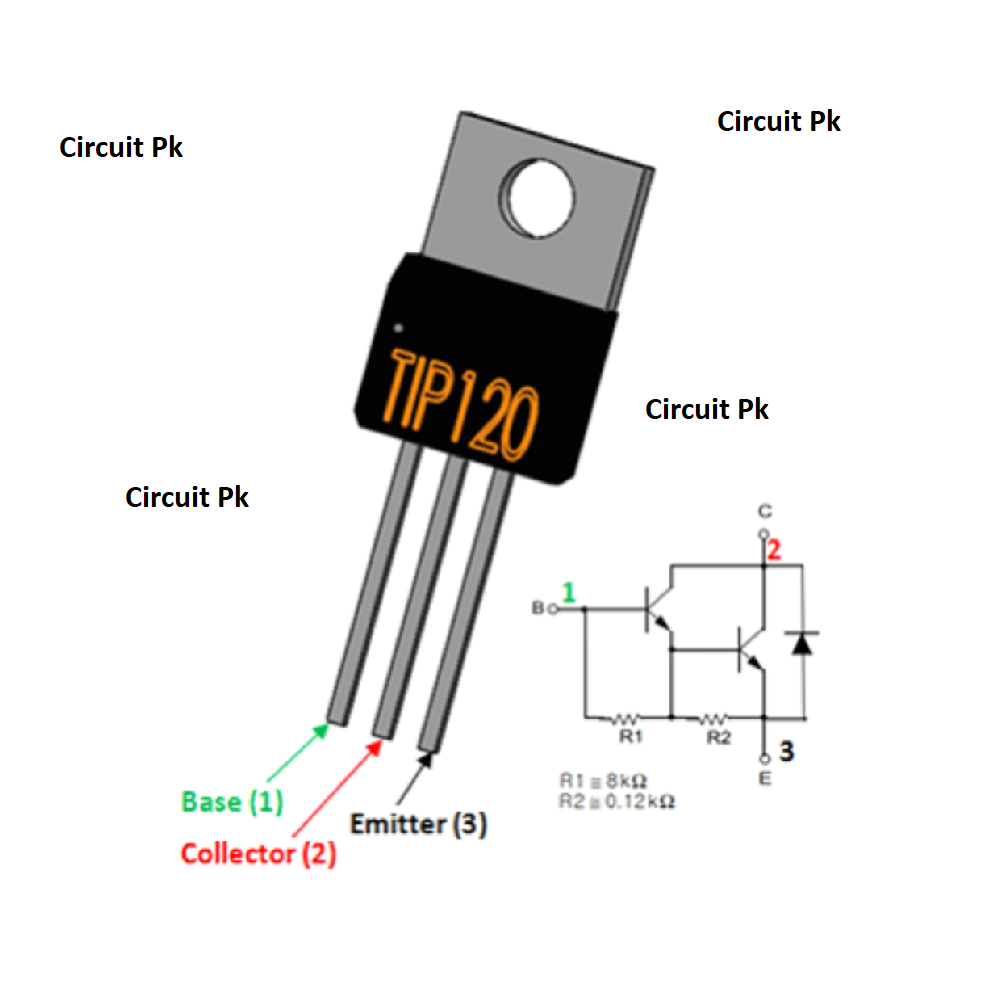 Circuit Pk
Circuit Pk
TIP120
Circuit Pk
Circuit Pk
C
2
B
1
R1
R2
3
E
R1 ≅ 8kΩ
R2 ≅ 0.12kΩ
Base (1)
Emitter (3)
Collector (2)